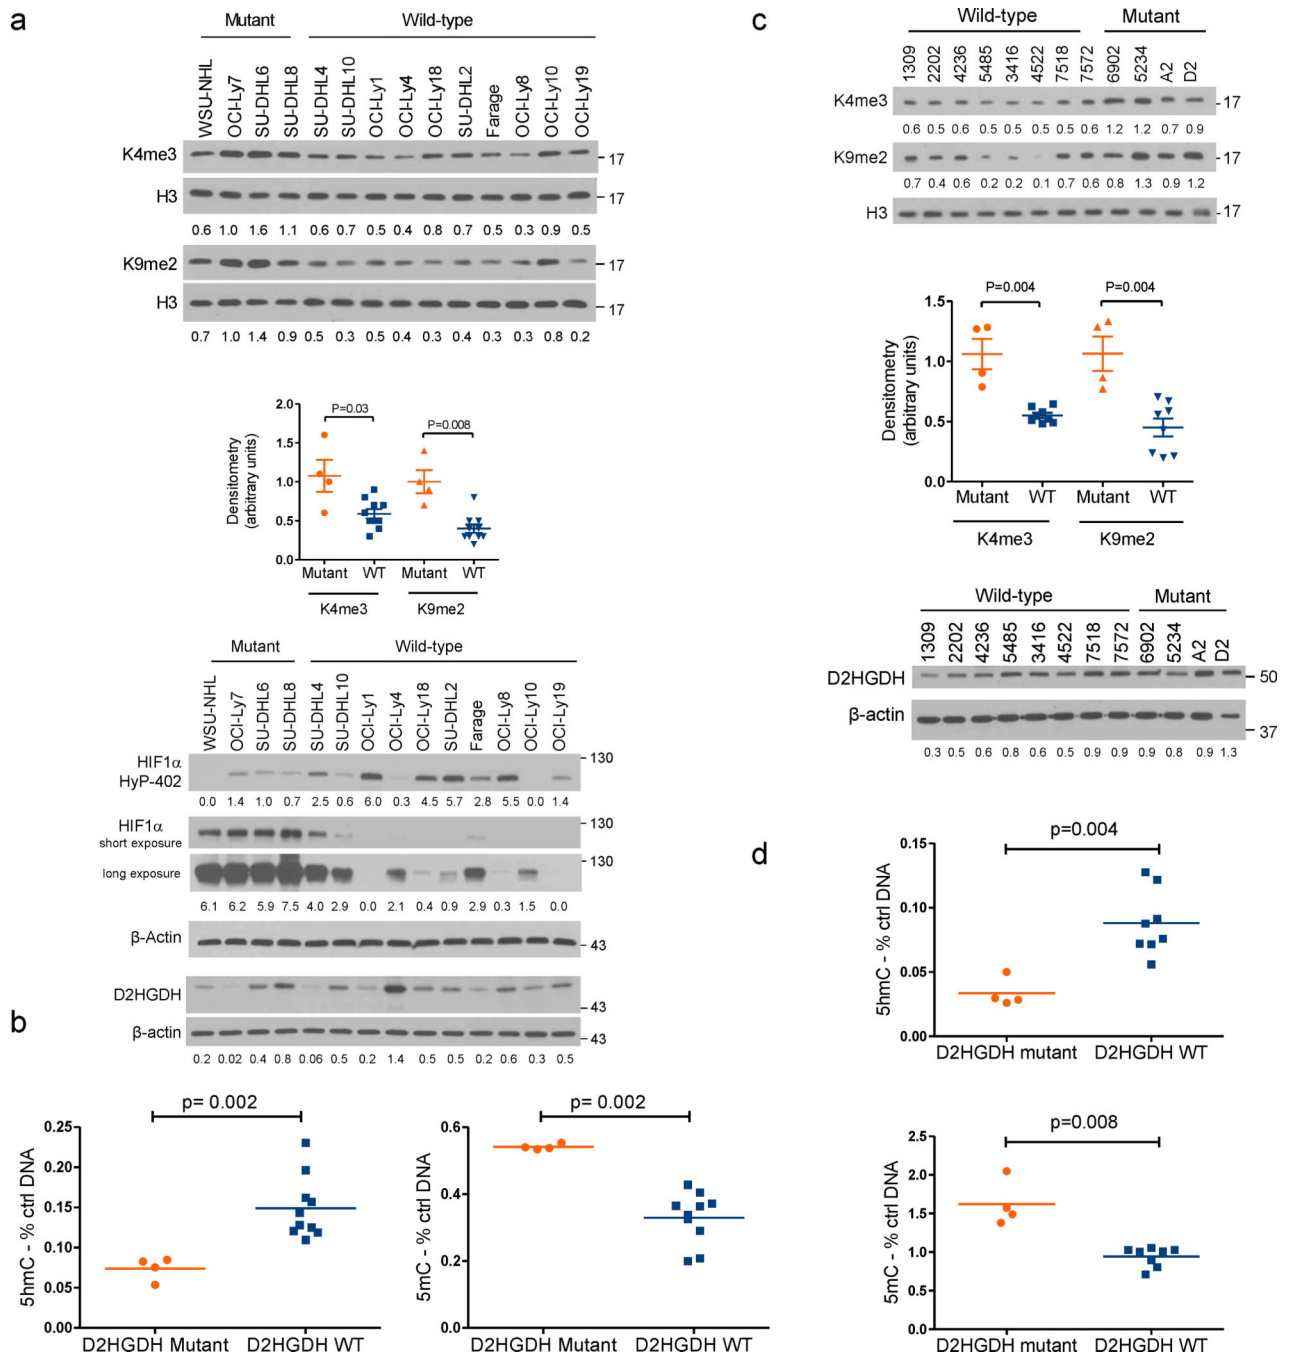 a
Mutant Wild-type
WSU-NHL OCI-Ly7 SU-DHL6 SU-DHL8 SU-DHL4 SU-DHL10 OCI-Ly1 OCI-Ly4 OCI-Ly18 SU-DHL2 Farage OCI-Ly8 OCI-Ly10 OCI-Ly19
K4me3 17
H3 17
0.6 1.0 1.6 1.1 0.6 0.7 0.5 0.4 0.8 0.7 0.5 0.3 0.9 0.5
K9me2 17
H3 17
0.7 1.0 1.4 0.9 0.5 0.3 0.5 0.4 0.3 0.4 0.3 0.3 0.8 0.2
Densitometry
(arbitrary units)
2.0
1.5
1.0
0.5
0.0
P=0.03
P=0.008
Mutant WT Mutant WT
K4me3 K9me2
Mutant Wild-type
WSU-NHL OCI-Ly7 SU-DHL6 SU-DHL8 SU-DHL4 SU-DHL10 OCI-Ly1 OCI-Ly4 OCI-Ly18 SU-DHL2 Farage OCI-Ly8 OCI-Ly10 OCI-Ly19
HIF1α
HyP-402
130
0.0 1.4 1.0 0.7 2.5 0.6 6.0 0.3 4.5 5.7 2.8 5.5 0.0 1.4
HIF1α
short exposure
130
long exposure
130
6.1 6.2 5.9 7.5 4.0 2.9 0.0 2.1 0.4 0.9 2.9 0.3 1.5 0.0
β-Actin 43
D2HGDH 43
β-actin 43
0.2 0.02 0.4 0.8 0.06 0.5 0.2 1.4 0.5 0.5 0.2 0.6 0.3 0.5
b
p= 0.002
5hmC - % ctrl DNA
0.25
0.20
0.15
0.10
0.05
0.00
D2HGDH Mutant D2HGDH WT
p= 0.002
5mC - % ctrl DNA
0.6
0.4
0.2
0.0
D2HGDH Mutant D2HGDH WT
c
Wild-type Mutant
1309 2202 4236 5485 3416 4522 7518 7572 6902 5234 A2 D2
K4me3 17
0.6 0.5 0.6 0.5 0.5 0.5 0.5 0.6 1.2 1.2 0.7 0.9
K9me2 17
0.7 0.4 0.6 0.2 0.2 0.1 0.7 0.6 0.8 1.3 0.9 1.2
H3 17
Densitometry
(arbitrary units)
1.5
1.0
0.5
0.0
P=0.004 P=0.004
Mutant WT Mutant WT
K4me3 K9me2
Wild-type Mutant
1309 2202 4236 5485 3416 4522 7518 7572 6902 5234 A2 D2
D2HGDH 50
β-actin 37
0.3 0.5 0.6 0.8 0.6 0.5 0.9 0.9 0.9 0.8 0.9 1.3
d
p=0.004
5hmC - % ctrl DNA
0.15
0.10
0.05
0.00
D2HGDH mutant D2HGDH WT
p=0.008
5mC - % ctrl DNA
2.5
2.0
1.5
1.0
0.5
0.0
D2HGDH mutant D2HGDH WT